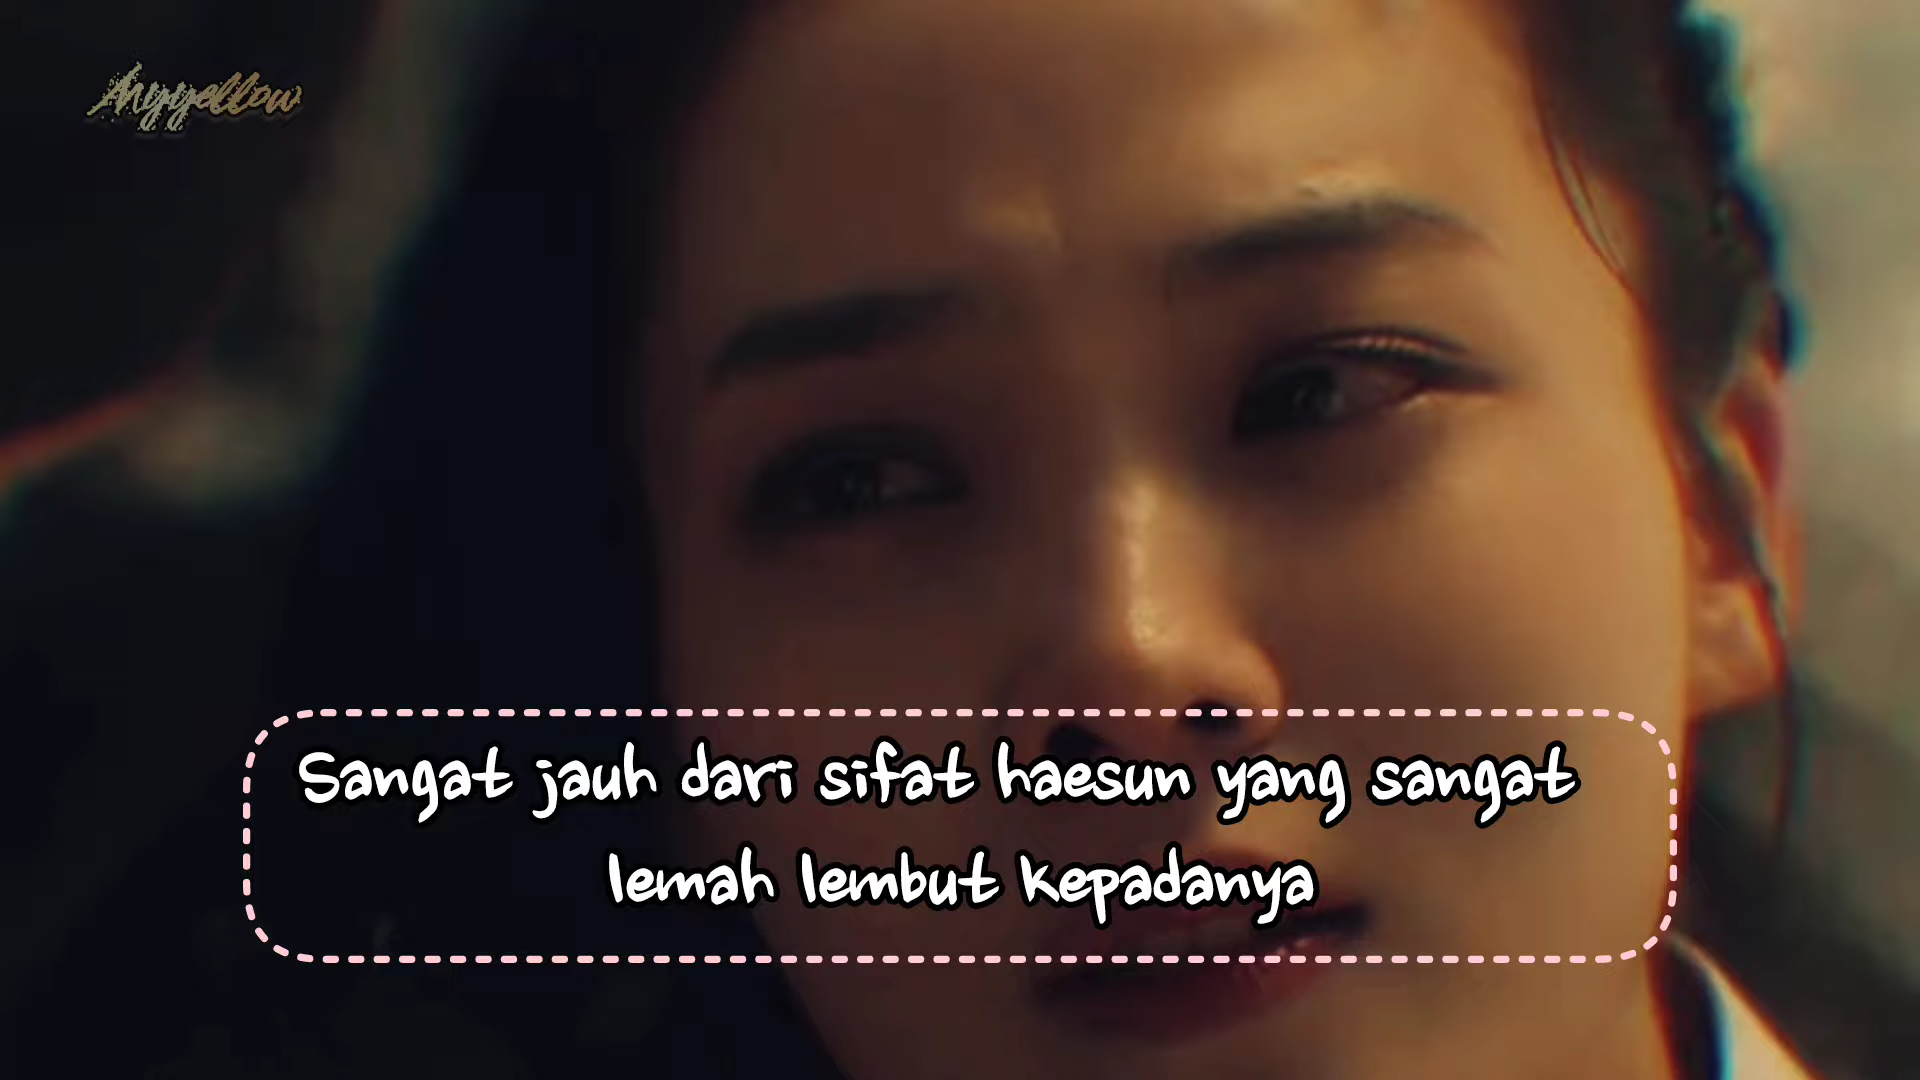 Anyyellow
Sangat jauh dari sifat haesun yang sangat
lemah lembut kepadanya